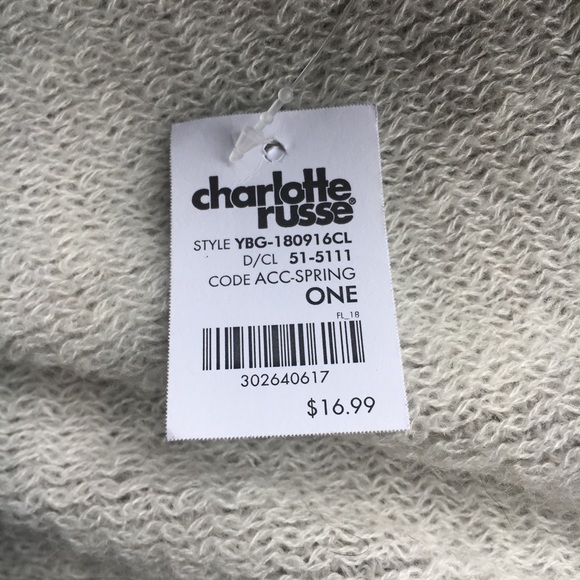 charlotte
russe®
STYLE YBG-180916CL
D/CL 51-5111
CODE ACC-SPRING
ONE
FL_18
302640617
$16.99